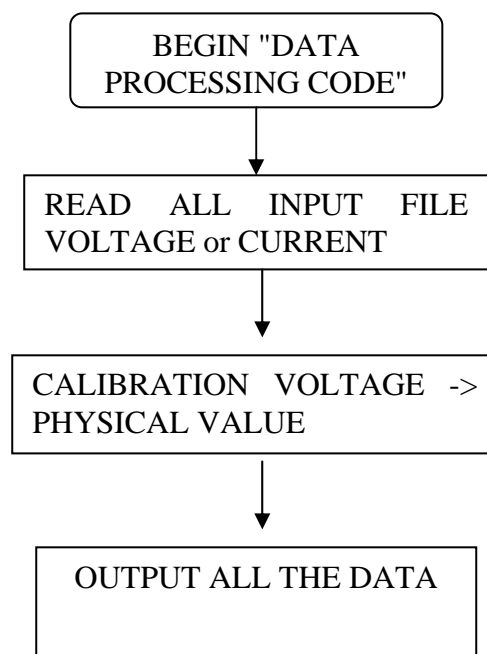 BEGIN "DATA
PROCESSING CODE"
READ ALL INPUT FILE
VOLTAGE or CURRENT
CALIBRATION VOLTAGE ->
PHYSICAL VALUE
OUTPUT ALL THE DATA